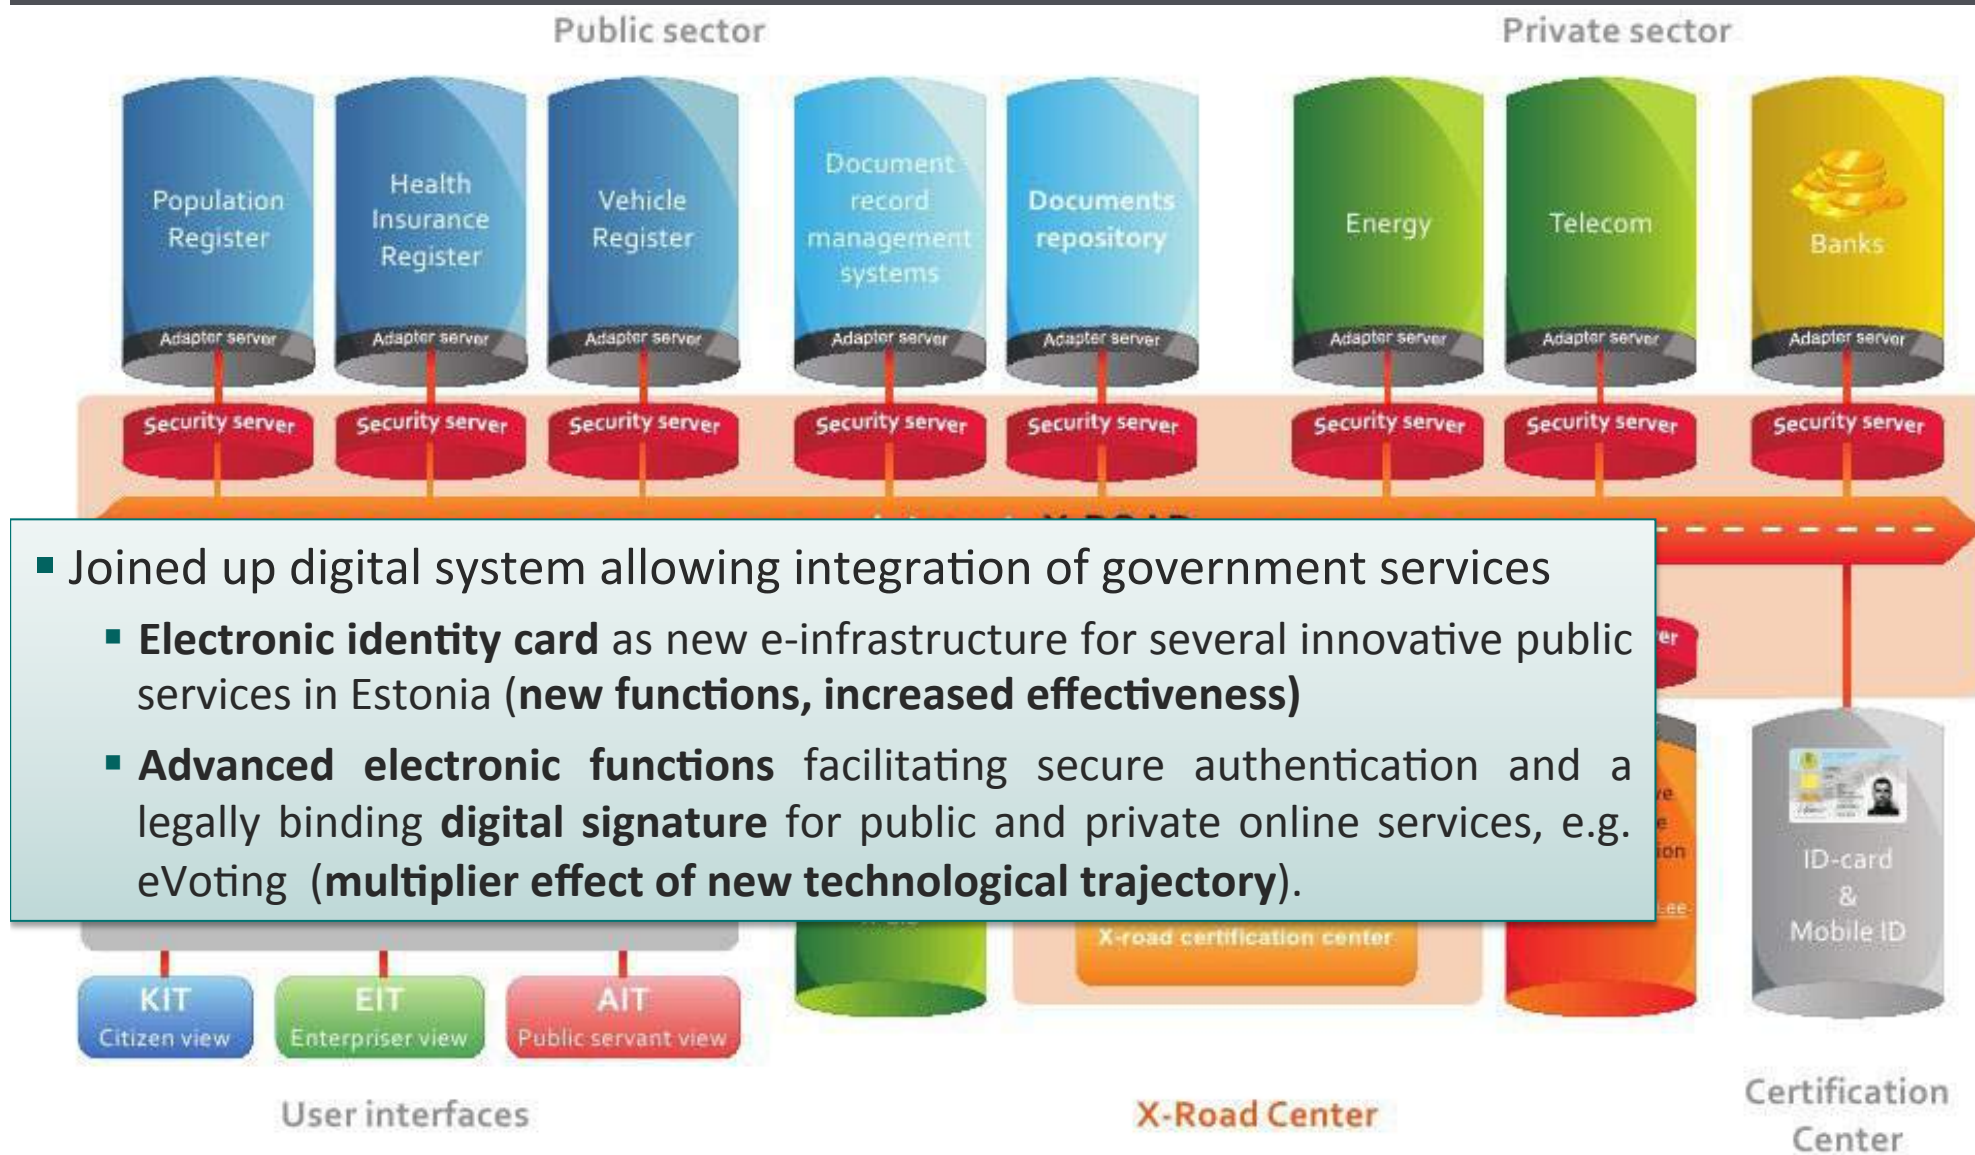 Public sector
Private sector
Population
Register
Health
Insurance
Register
Vehicle
Register
Document
record
management
systems
Documents
repository
Energy
Telecom
Banks
Adapter server
Adapter server
Adapter server
Adapter server
Adapter server
Adapter server
Adapter server
Adapter server
Security server
Security server
Security server
Security server
Security server
Security server
Security server
Security server
▪ Joined up digital system allowing integration of government services
▪ Electronic identity card as new e-infrastructure for several innovative public
services in Estonia (new functions, increased effectiveness)
▪ Advanced electronic functions facilitating secure authentication and a
legally binding digital signature for public and private online services, e.g.
eVoting (multiplier effect of new technological trajectory).
ID-card
&
Mobile ID
X-road certification center
KIT
Citizen view
EIT
Enterpriser view
AIT
Public servant view
User interfaces
X-Road Center
Certification
Center